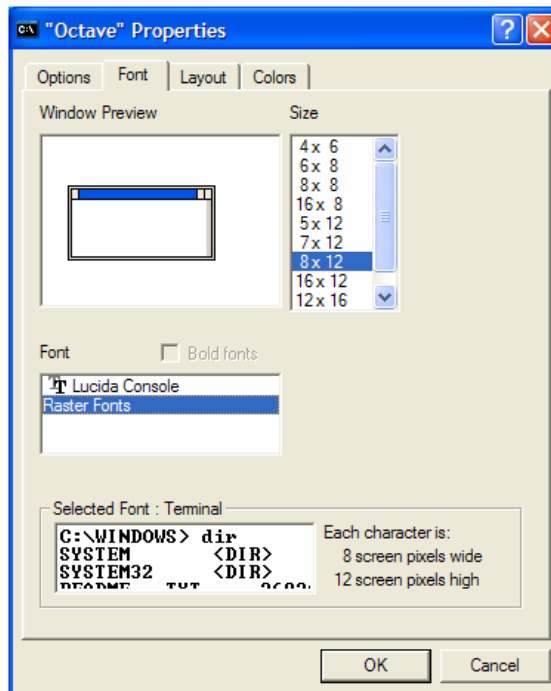 "Octave" Properties
Options Font Layout Colors
Window Preview
Size
4 x 6
6 x 8
8 x 8
16 x 8
5 x 12
7 x 12
8 x 12
16 x 12
12 x 16
Font
Bold fonts
Lucida Console
Raster Fonts
Selected Font : Terminal
C:\WINDOWS> dir
SYSTEM <DIR>
SYSTEM32 <DIR>
README TXT
Each character is:
8 screen pixels wide
12 screen pixels high
OK Cancel